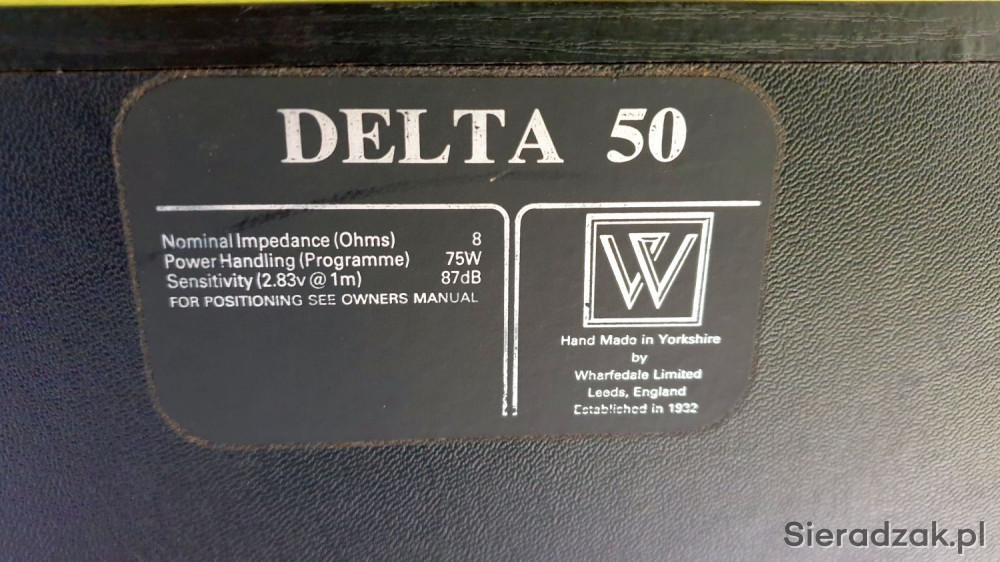 DELTA 50
Nominal Impedance (Ohms) 8
Power Handling (Programme) 75W
Sensitivity (2.83v @ 1m) 87dB
FOR POSITIONING SEE OWNERS MANUAL
W
Hand Made in Yorkshire
by
Wharfedale Limited
Leeds, England
Established in 1932
Sieradzak.pl